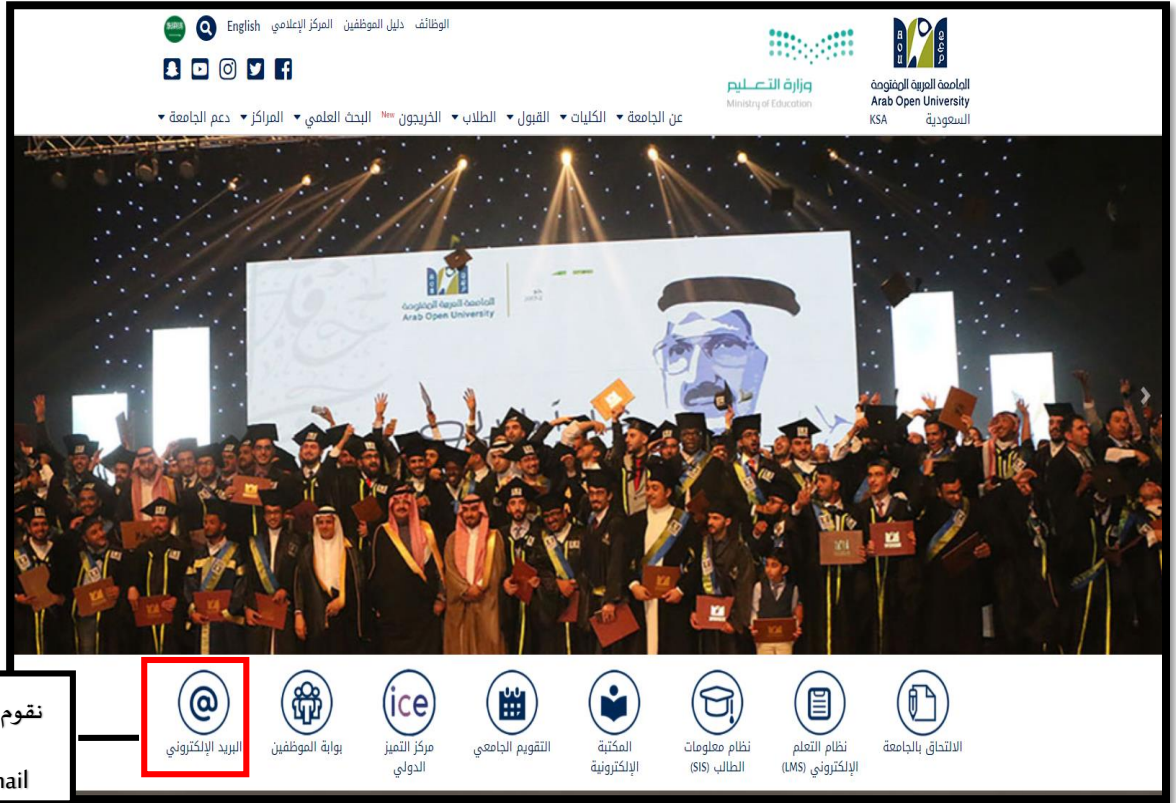 الوظائف دليل الموظفين المركز الإعلامي English
AOU
الجامعة العربية المفتوحة
Arab Open University
السعودية KSA
وزارة التعليم
Ministry of Education
عن الجامعة الكليات القبول الطلاب الخريجون New البحث العلمي المراكز دعم الجامعة
الجامعة العربية المفتوحة
Arab Open University
الالتحاق بالجامعة
نظام التعلم
الإلكتروني (LMS)
نظام معلومات
الطالب (SIS)
المكتبة
الإلكترونية
التقويم الجامعي
ice
مركز التميز
الدولي
بوابة الموظفين
@
البريد الإلكتروني
نقوم